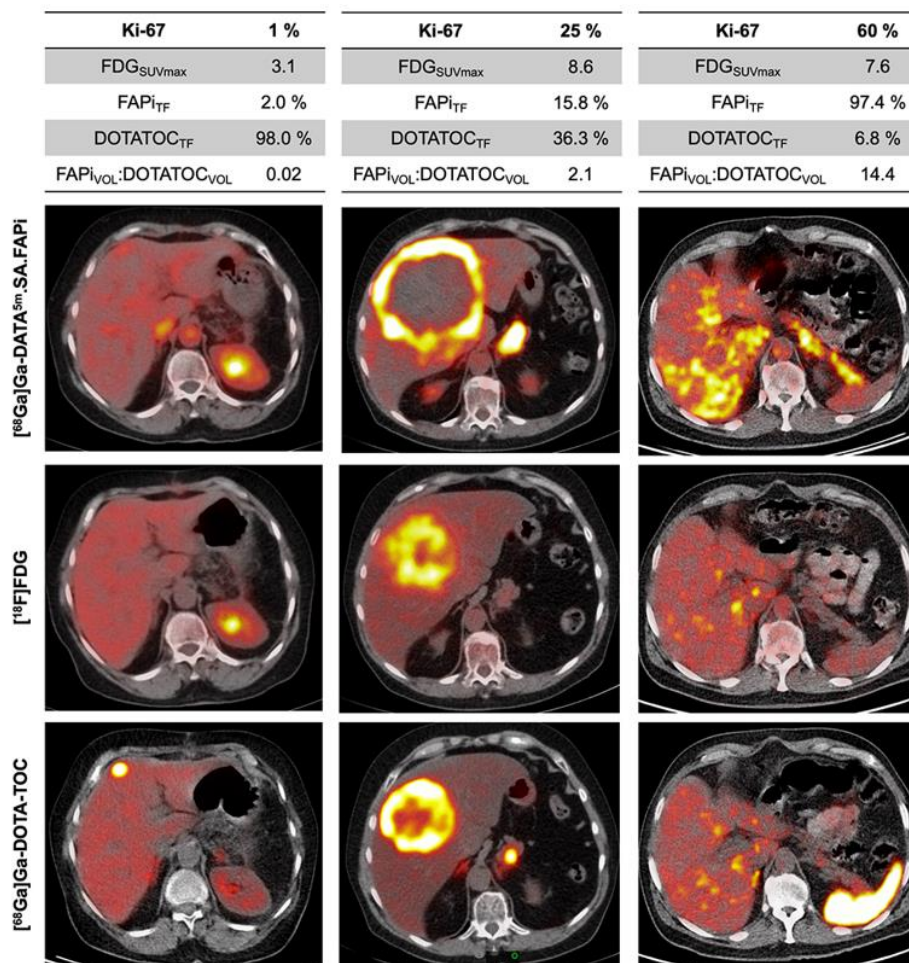 Ki-67 1 % Ki-67 25 % Ki-67 60 %
FDG_SUVmax 3.1 FDG_SUVmax 8.6 FDG_SUVmax 7.6
FAPi_TF 2.0 % FAPi_TF 15.8 % FAPi_TF 97.4 %
DOTATOC_TF 98.0 % DOTATOC_TF 36.3 % DOTATOC_TF 6.8 %
FAPi_VOL:DOTATOC_VOL 0.02 FAPi_VOL:DOTATOC_VOL 2.1 FAPi_VOL:DOTATOC_VOL 14.4
[⁶⁸Ga]Ga-DATA⁵ᵐ.SA.FAPi
[¹⁸F]FDG
[⁶⁸Ga]Ga-DOTA-TOC